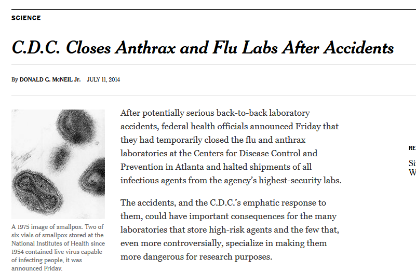 SCIENCE
C.D.C. Closes Anthrax and Flu Labs After Accidents
By DONALD G. McNEIL Jr. JULY 11, 2014
After potentially serious back-to-back laboratory
accidents, federal health officials announced Friday that
they had temporarily closed the flu and anthrax
laboratories at the Centers for Disease Control and
Prevention in Atlanta and halted shipments of all
infectious agents from the agency's highest-security labs.
The accidents, and the C.D.C.'s emphatic response to
them, could have important consequences for the many
laboratories that store high-risk agents and the few that,
even more controversially, specialize in making them
more dangerous for research purposes.
A 1975 image of smallpox. Two of
six vials of smallpox stored at the
National Institutes of Health since
1954 contained live virus capable
of infecting people, it was
announced Friday.
RE
Si
W